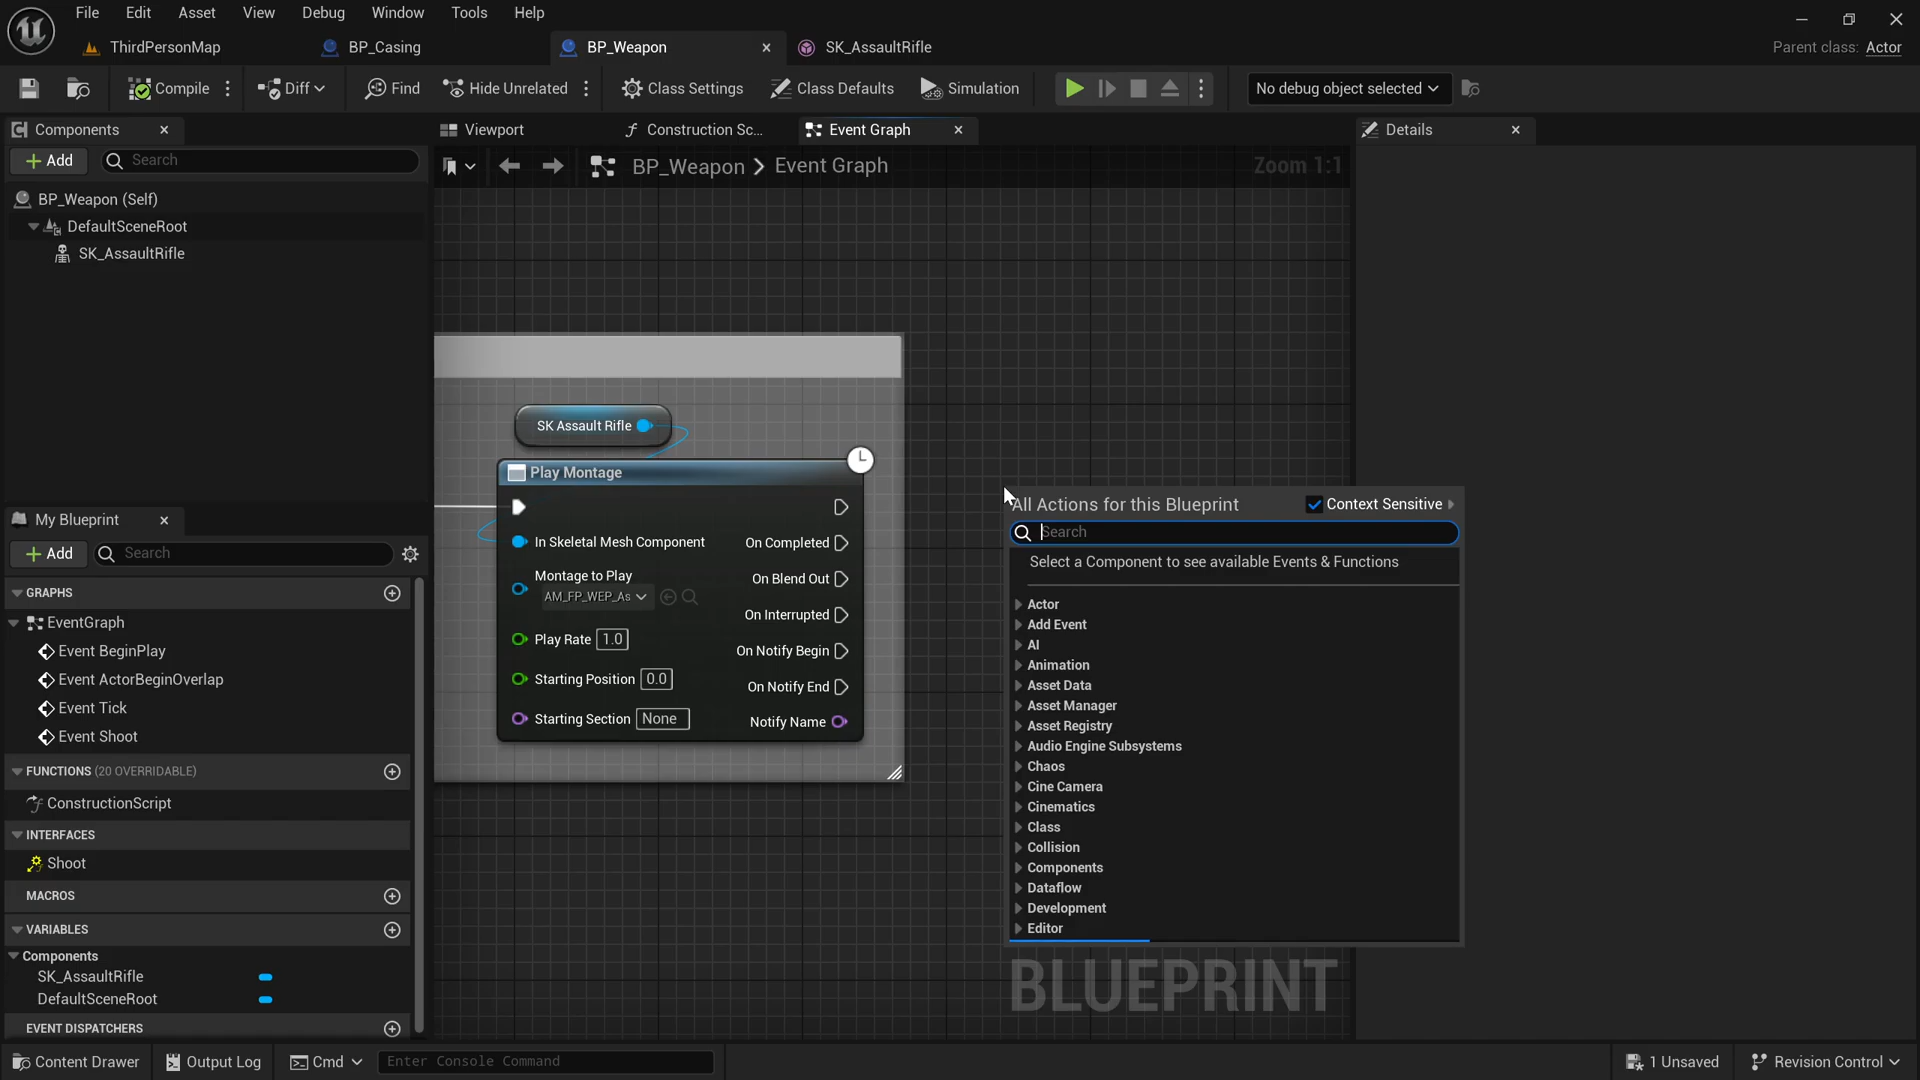 File Edit Asset View Debug Window Tools Help
ThirdPersonMap BP_Casing BP_Weapon SK_AssaultRifle
Parent class: Actor
Compile Diff Find Hide Unrelated Class Settings Class Defaults Simulation No debug object selected
Components
Viewport Construction Sc... Event Graph Details
Add Search
BP_Weapon > Event Graph Zoom 1:1
BP_Weapon (Self)
DefaultSceneRoot
SK_AssaultRifle
SK Assault Rifle
Play Montage
In Skeletal Mesh Component On Completed
Montage to Play On Blend Out
AM_FP_WEP_As
On Interrupted
Play Rate 1.0
On Notify Begin
Starting Position 0.0 On Notify End
Starting Section None Notify Name
All Actions for this Blueprint Context Sensitive
Search
Select a Component to see available Events & Functions
Actor
Add Event
AI
Animation
Asset Data
Asset Manager
Asset Registry
Audio Engine Subsystems
Chaos
Cine Camera
Cinematics
Class
Collision
Components
Dataflow
Development
Editor
BLUEPRINT
My Blueprint
Add Search
GRAPHS
EventGraph
Event BeginPlay
Event ActorBeginOverlap
Event Tick
Event Shoot
FUNCTIONS (20 OVERRIDABLE)
ConstructionScript
INTERFACES
Shoot
MACROS
VARIABLES
Components
SK_AssaultRifle
DefaultSceneRoot
EVENT DISPATCHERS
Content Drawer Output Log Cmd Enter Console Command 1 Unsaved Revision Control